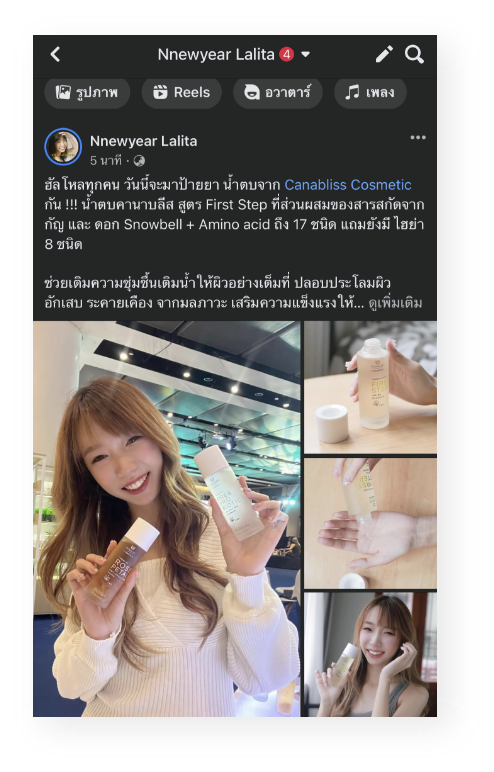 Nnewyear Lalita 4
รูปภาพ Reels อวาตาร์ เพลง
Nnewyear Lalita
5 นาที ·
ฮัลโหลทุกคน วันนี้จะมาป้ายยา น้ำตบจาก Canabliss Cosmetic
กัน !!! น้ำตบคานาบลีส สูตร First Step ที่ส่วนผสมของสารสกัดจาก
กัญ และ ดอก Snowbell + Amino acid ถึง 17 ชนิด แถมยังมี ไฮย่า
8 ชนิด
ช่วยเติมความชุ่มชื้นเติมน้ำให้ผิวอย่างเต็มที่ ปลอบประโลมผิว
อักเสบ ระคายเคือง จากมลภาวะ เสริมความแข็งแรงให้... ดูเพิ่มเติม